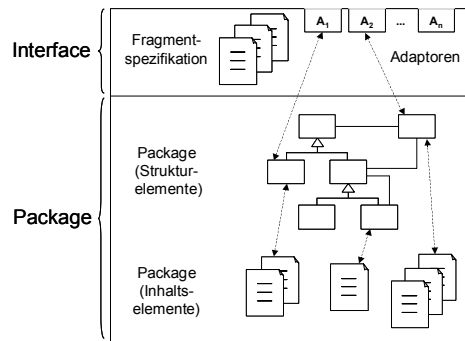 Interface
Fragment-
spezifikation
A1
A2
...
An
Adaptoren
Package
Package
(Struktur-
elemente)
Package
(Inhalts-
elemente)